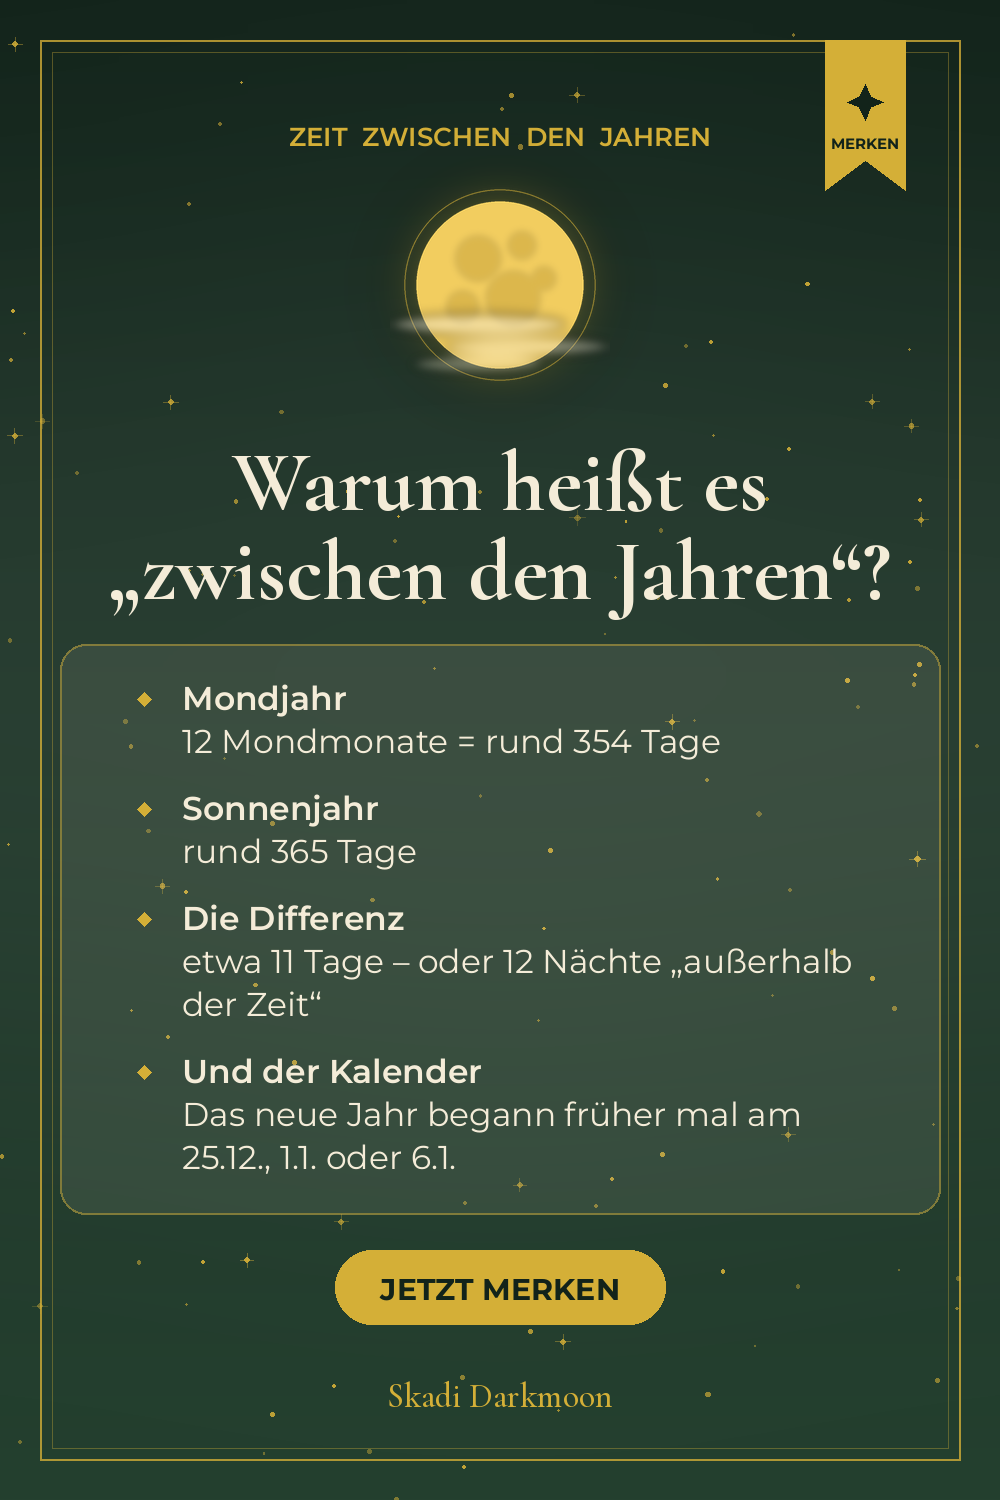 ZEIT ZWISCHEN DEN JAHREN
MERKEN
Warum heißt es
„zwischen den Jahren“?
Mondjahr
12 Mondmonate = rund 354 Tage
Sonnenjahr
rund 365 Tage
Die Differenz
etwa 11 Tage – oder 12 Nächte „außerhalb
der Zeit“
Und der Kalender
Das neue Jahr begann früher mal am
25.12., 1.1. oder 6.1.
JETZT MERKEN
Skadi Darkmoon